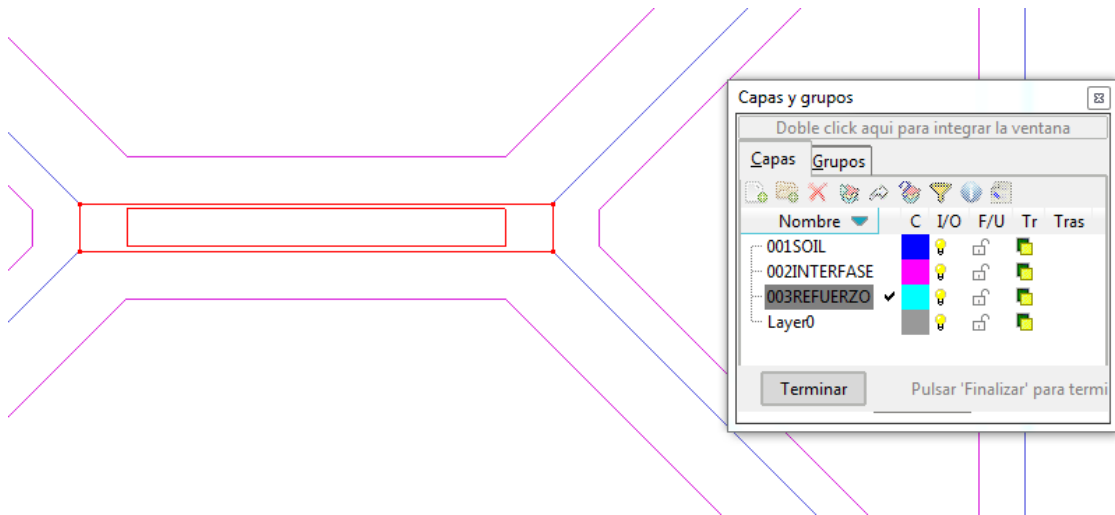 Capas y grupos
Doble click aqui para integrar la ventana
Capas Grupos
Nombre C I/O F/U Tr Tras
001SOIL
002INTERFASE
003REFUERZO
Layer0
Terminar Pulsar 'Finalizar' para termi